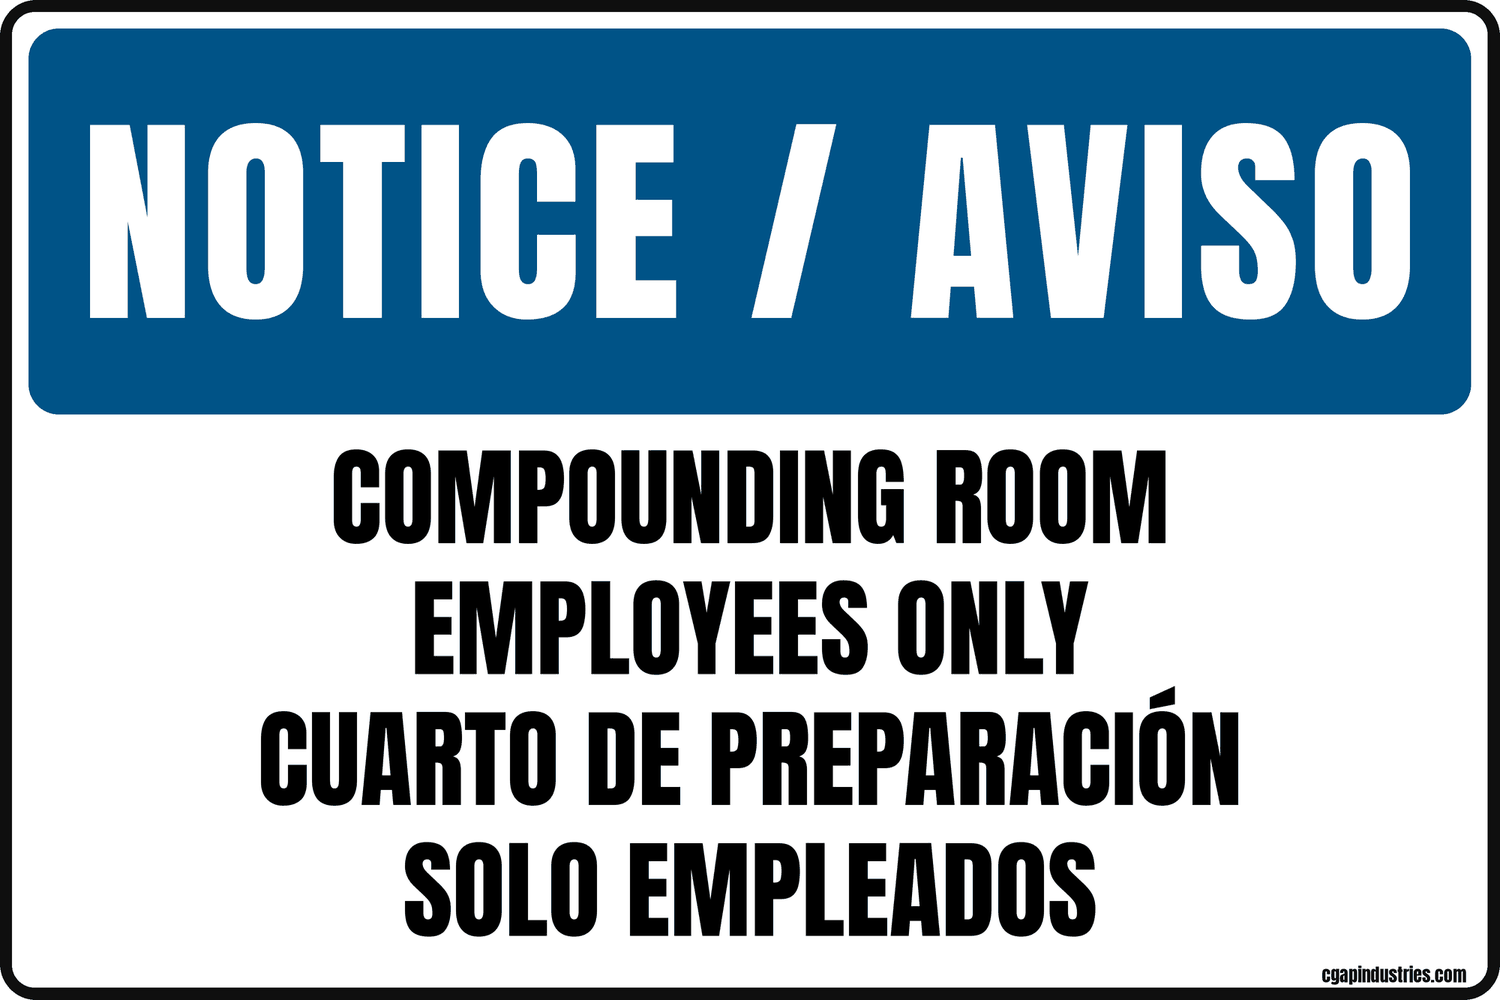 NOTICE / AVISO
COMPOUNDING ROOM
EMPLOYEES ONLY
CUARTO DE PREPARACIÓN
SOLO EMPLEADOS
cgapindustries.com